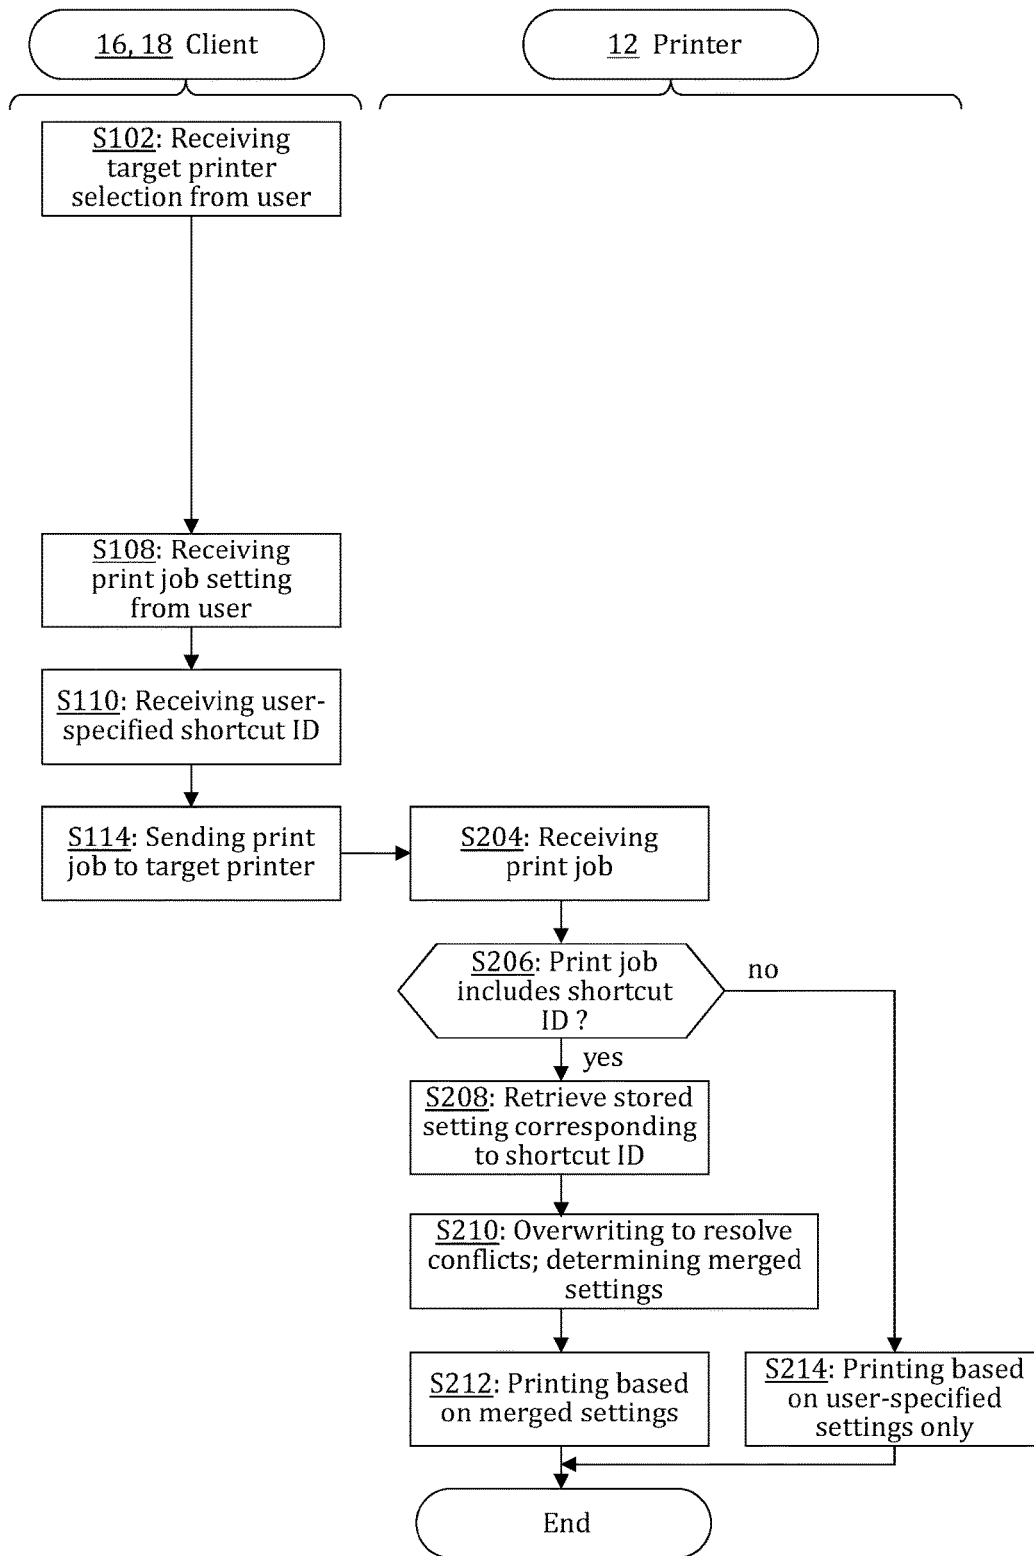 16, 18 Client
12 Printer
S102: Receiving
target printer
selection from user
S108: Receiving
print job setting
from user
S110: Receiving user-
specified shortcut ID
S114: Sending print
job to target printer
S204: Receiving
print job
S206: Print job
includes shortcut
ID ?
no
yes
S208: Retrieve stored
setting corresponding
to shortcut ID
S210: Overwriting to resolve
conflicts; determining merged
settings
S212: Printing based
on merged settings
S214: Printing based
on user-specified
settings only
End